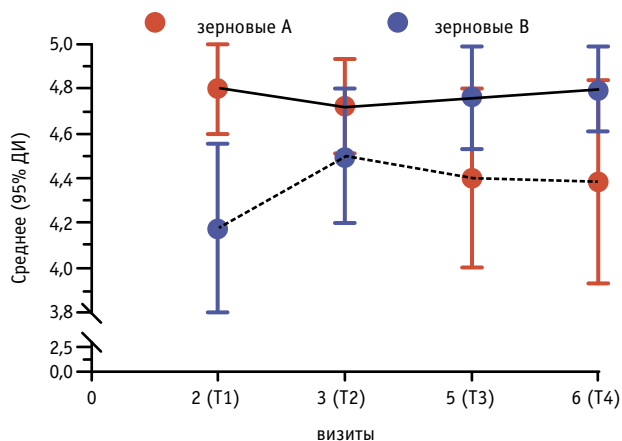 зерновые А
зерновые В
Среднее (95% ДИ)
5,0
4,8
4,6
4,4
4,2
4,0
3,8
2,5
0,0
0
2 (T1)
3 (T2)
5 (T3)
6 (T4)
визиты